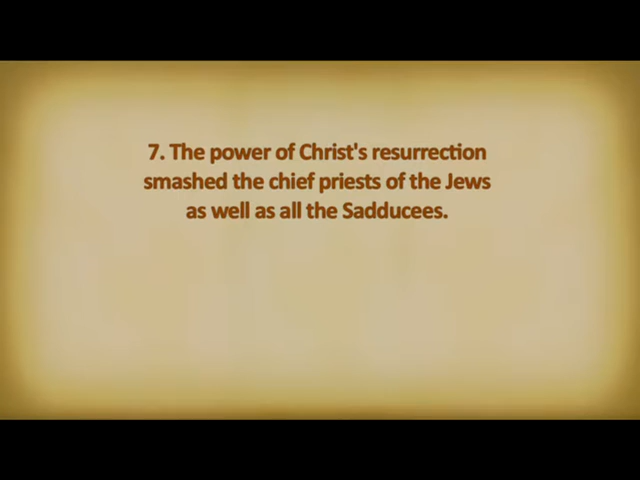 7. The power of Christ's resurrection
smashed the chief priests of the Jews
as well as all the Sadducees.